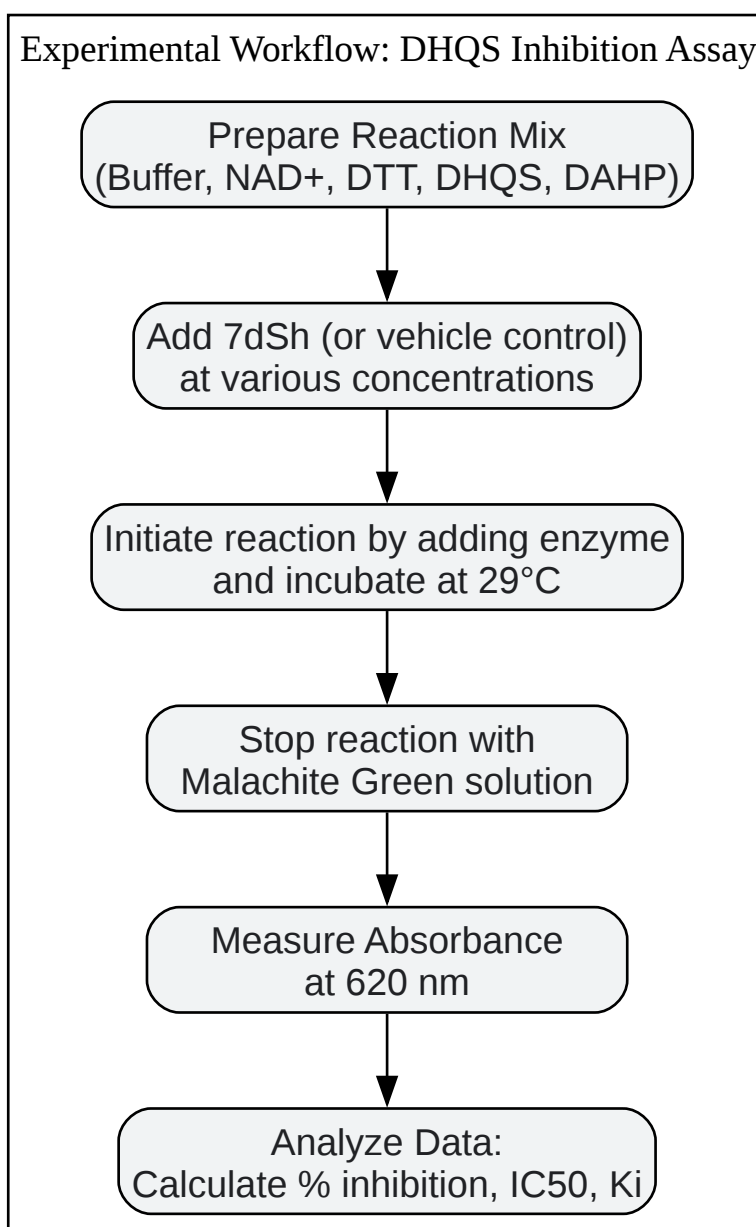 Experimental Workflow: DHQS Inhibition Assay
Prepare Reaction Mix
(Buffer, NAD+, DTT, DHQS, DAHP)
Add 7dSh (or vehicle control)
at various concentrations
Initiate reaction by adding enzyme
and incubate at 29°C
Stop reaction with
Malachite Green solution
Measure Absorbance
at 620 nm
Analyze Data:
Calculate % inhibition, IC50, Ki